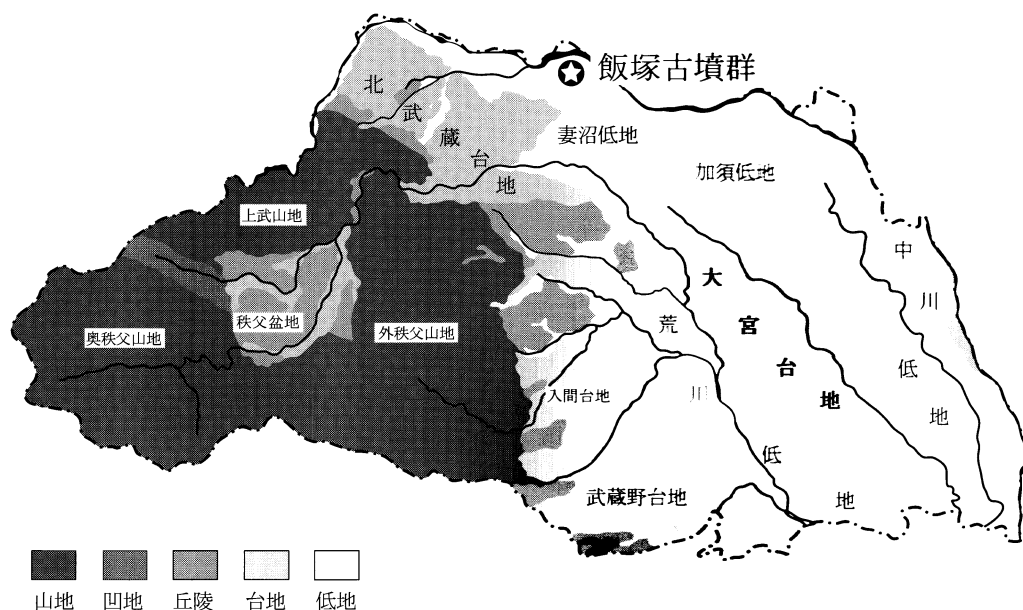 飯塚古墳群
北武蔵台地
妻沼低地
加須低地
上武山地
中川低地
大宮台地
秩父盆地
外秩父山地
奥秩父山地
荒川低地
入間台地
武蔵野台地
山地
凹地
丘陵
台地
低地